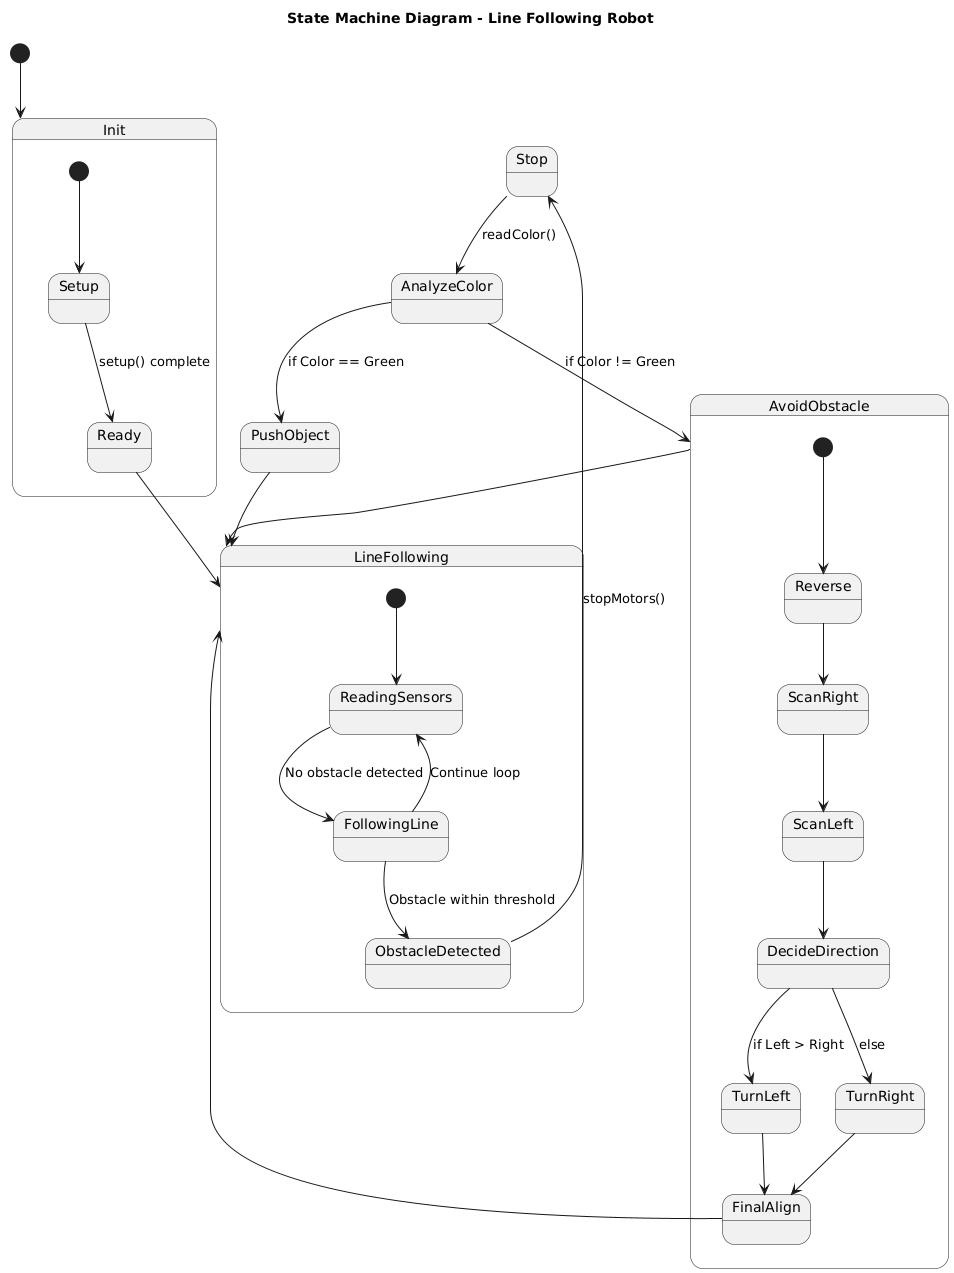 State Machine Diagram - Line Following Robot
Init
Setup
setup() complete
Ready
Stop
readColor()
AnalyzeColor
if Color == Green
if Color != Green
PushObject
LineFollowing
stopMotors()
ReadingSensors
No obstacle detected
Continue loop
FollowingLine
Obstacle within threshold
ObstacleDetected
AvoidObstacle
Reverse
ScanRight
ScanLeft
DecideDirection
if Left > Right
else
TurnLeft
TurnRight
FinalAlign